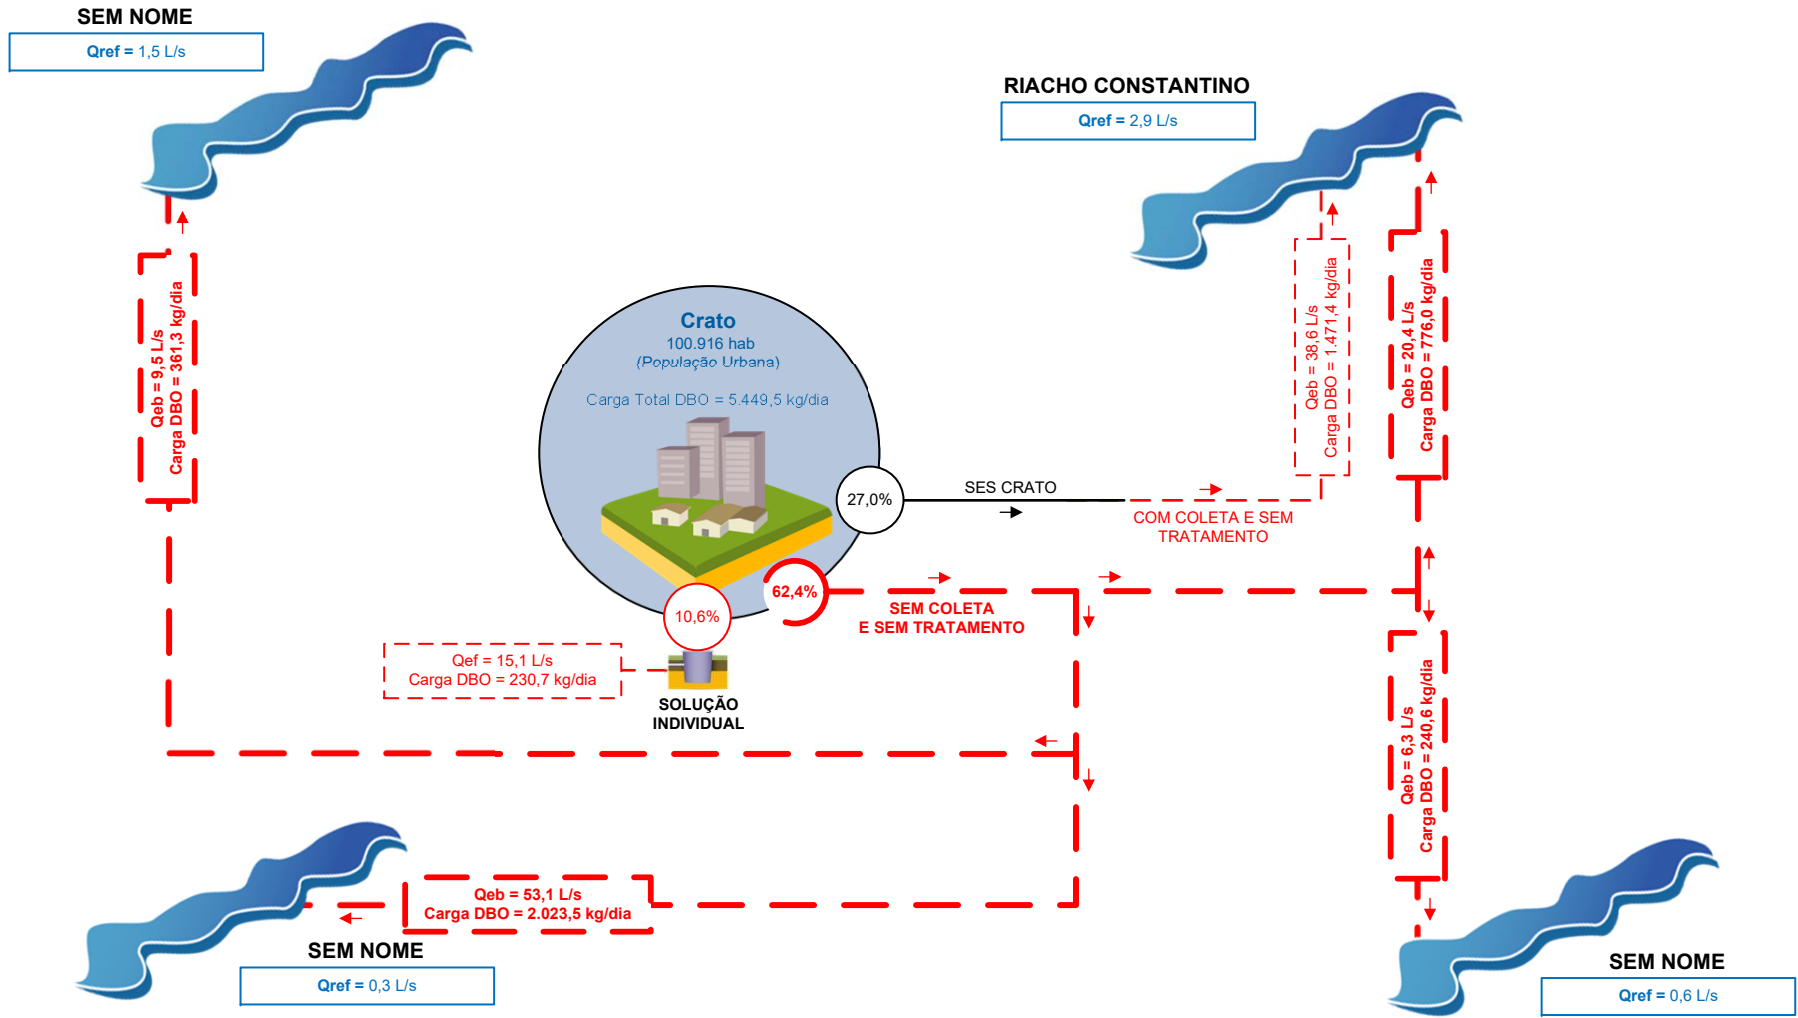 SEM NOME
Qref = 1,5 L/s
RIACHO CONSTANTINO
Qref = 2,9 L/s
Qeb = 9,5 L/s
Carga DBO = 361,3 kg/dia
Crato
100.916 hab
(População Urbana)
Carga Total DBO = 5.449,5 kg/dia
Qeb = 38,6 L/s
Carga DBO = 1.471,4 kg/dia
Qeb = 20,4 L/s
Carga DBO = 776,0 kg/dia
27,0%
SES CRATO
COM COLETA E SEM
TRATAMENTO
62,4%
SEM COLETA
E SEM TRATAMENTO
10,6%
Qef = 15,1 L/s
Carga DBO = 230,7 kg/dia
SOLUÇÃO
INDIVIDUAL
Qeb = 6,3 L/s
Carga DBO = 240,6 kg/dia
Qeb = 53,1 L/s
Carga DBO = 2.023,5 kg/dia
SEM NOME
Qref = 0,3 L/s
SEM NOME
Qref = 0,6 L/s